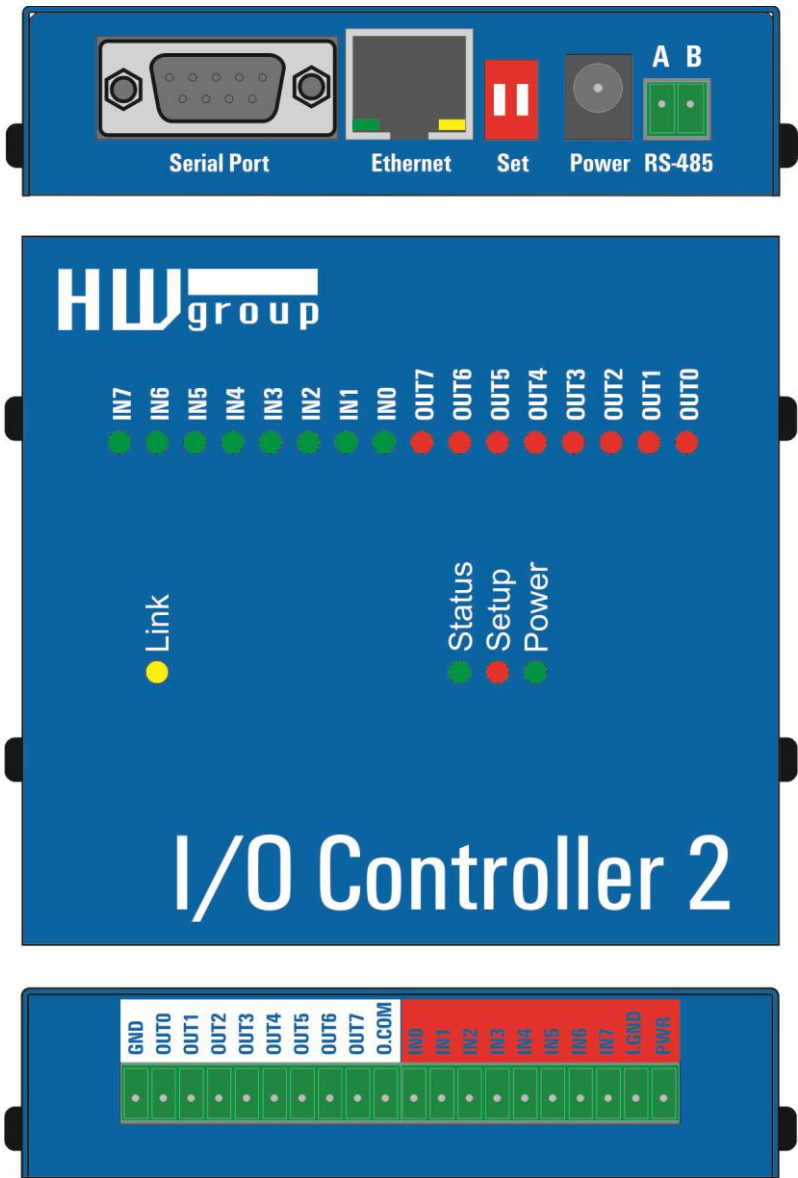 A B
Serial Port Ethernet Set Power RS-485
HW group
IN7 IN6 IN5 IN4 IN3 IN2 IN1 IN0 OUT7 OUT6 OUT5 OUT4 OUT3 OUT2 OUT1 OUT0
Link Status Setup Power
I/O Controller 2
GND OUT0 OUT1 OUT2 OUT3 OUT4 OUT5 OUT6 OUT7 O.COM IN0 IN1 IN2 IN3 IN4 IN5 IN6 IN7 I.GND PWR